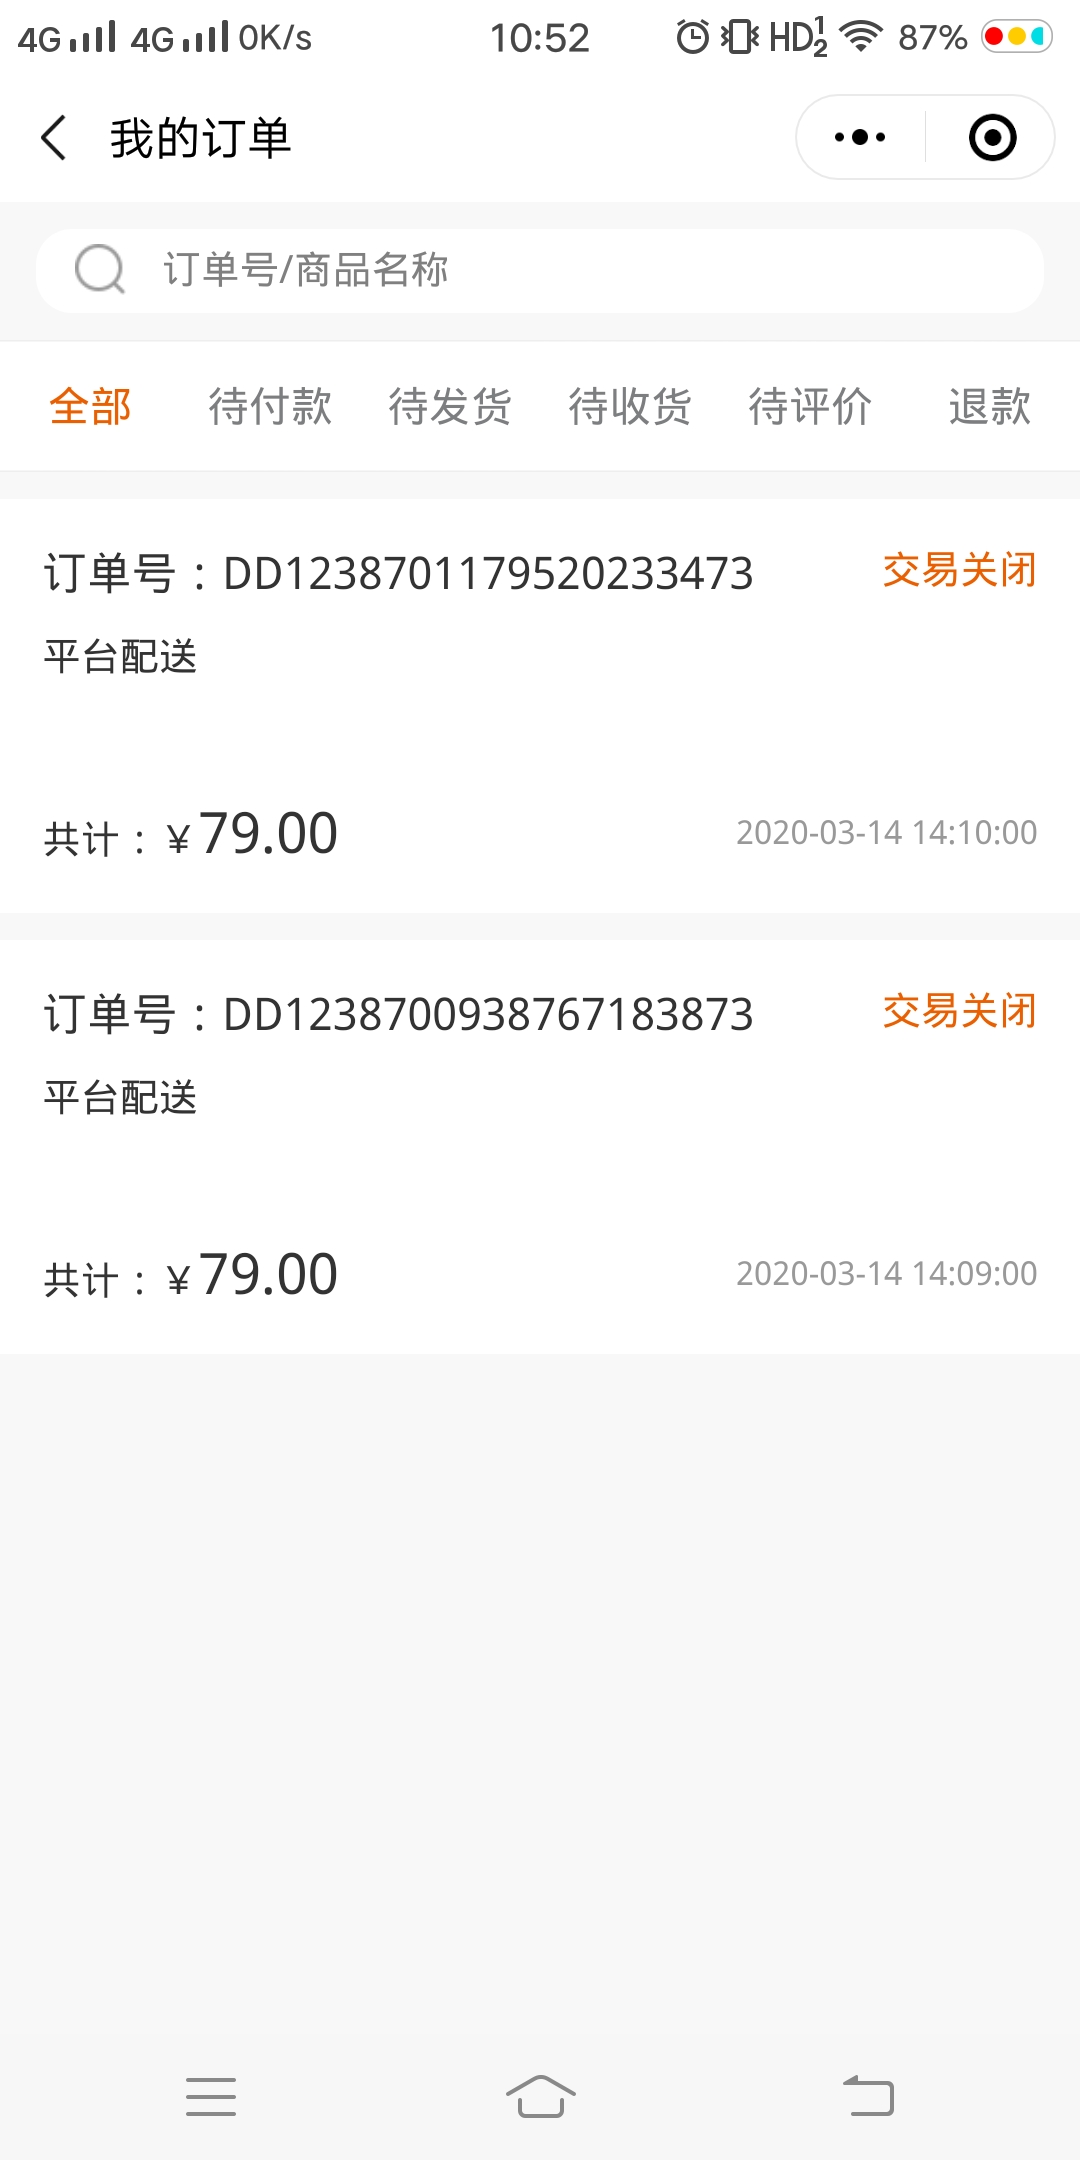 4G 4G 0K/s 10:52 HD 1 2 87%
我的订单
订单号/商品名称
全部 待付款 待发货 待收货 待评价 退款
订单号：DD1238701179520233473 交易关闭
平台配送
共计：¥79.00 2020-03-14 14:10:00
订单号：DD1238700938767183873 交易关闭
平台配送
共计：¥79.00 2020-03-14 14:09:00